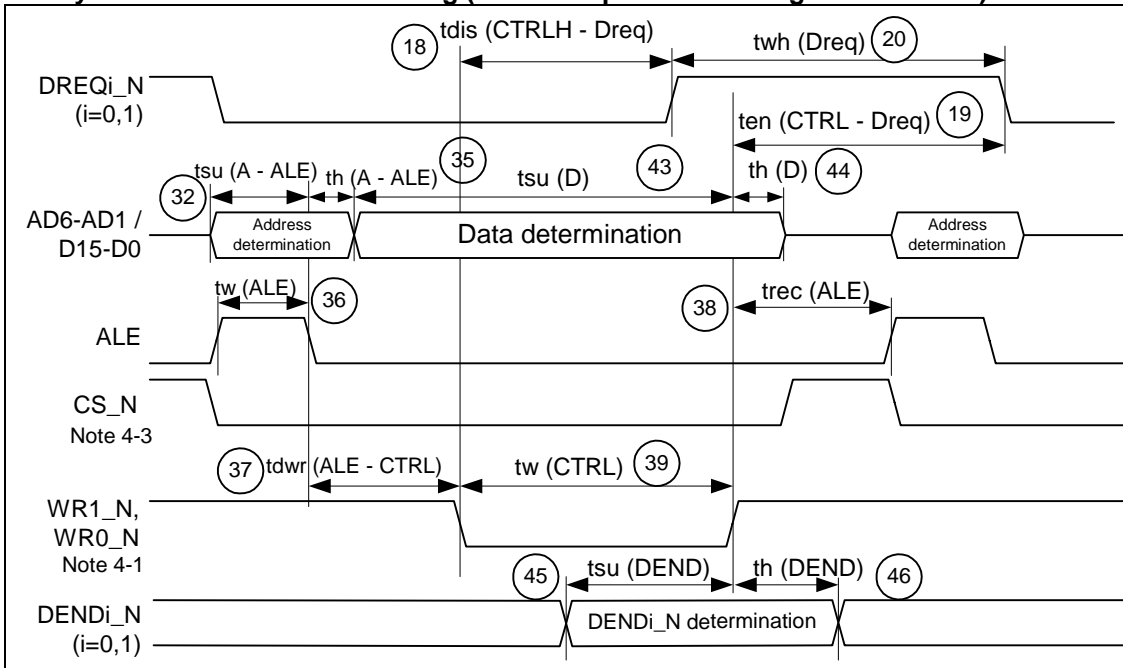 tdis (CTRLH - Dreq)
18
twh (Dreq) 20
DREQi_N
(i=0,1)
ten (CTRL - Dreq) 19
tsu (A - ALE)
32
th (A - ALE) 35
tsu (D) 43
th (D) 44
AD6-AD1 /
D15-D0
Address
determination
Data determination
Address
determination
tw (ALE) 36
38 trec (ALE)
ALE
CS_N
Note 4-3
37 tdwr (ALE - CTRL)
tw (CTRL) 39
WR1_N,
WR0_N
Note 4-1
45 tsu (DEND)
th (DEND) 46
DENDi_N
(i=0,1)
DENDi_N determination